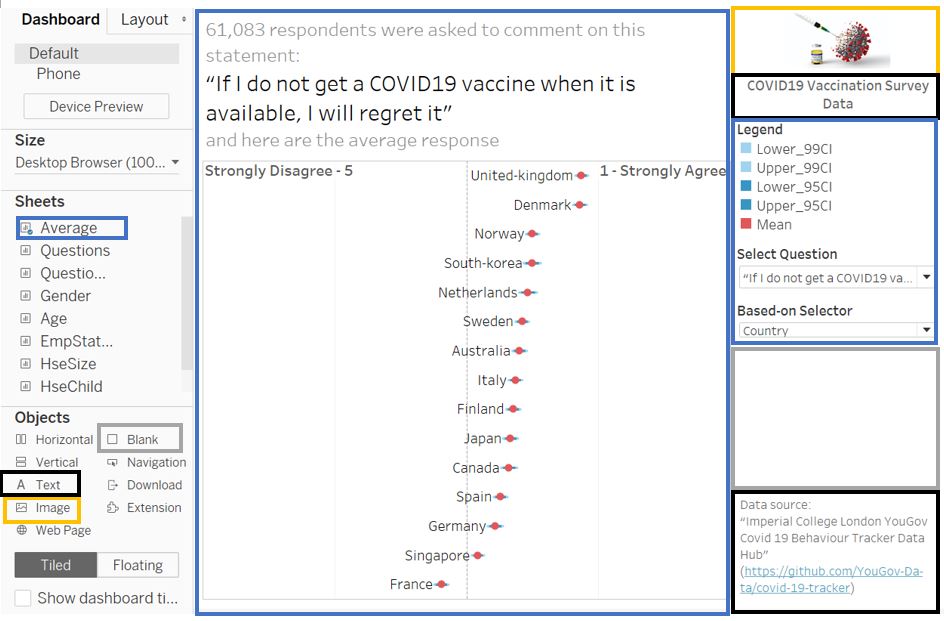 Dashboard
Layout
Default
Phone
Device Preview
Size
Desktop Browser (100...
Sheets
Average
Questions
Questio...
Gender
Age
EmpStat...
HseSize
HseChild
Objects
Horizontal
Blank
Vertical
Navigation
A Text
Download
Image
Extension
Web Page
Tiled
Floating
Show dashboard ti...
61,083 respondents were asked to comment on this
statement:
“If I do not get a COVID19 vaccine when it is
available, I will regret it”
and here are the average response
Strongly Disagree - 5
1 - Strongly Agree
United-kingdom
Denmark
Norway
South-korea
Netherlands
Sweden
Australia
Italy
Finland
Japan
Canada
Spain
Germany
Singapore
France
COVID19 Vaccination Survey
Data
Legend
Lower_99CI
Upper_99CI
Lower_95CI
Upper_95CI
Mean
Select Question
“If I do not get a COVID19 va...
Based-on Selector
Country
Data source:
“Imperial College London YouGov
Covid 19 Behaviour Tracker Data
Hub”
(https://github.com/YouGov-Da-
ta/covid-19-tracker)